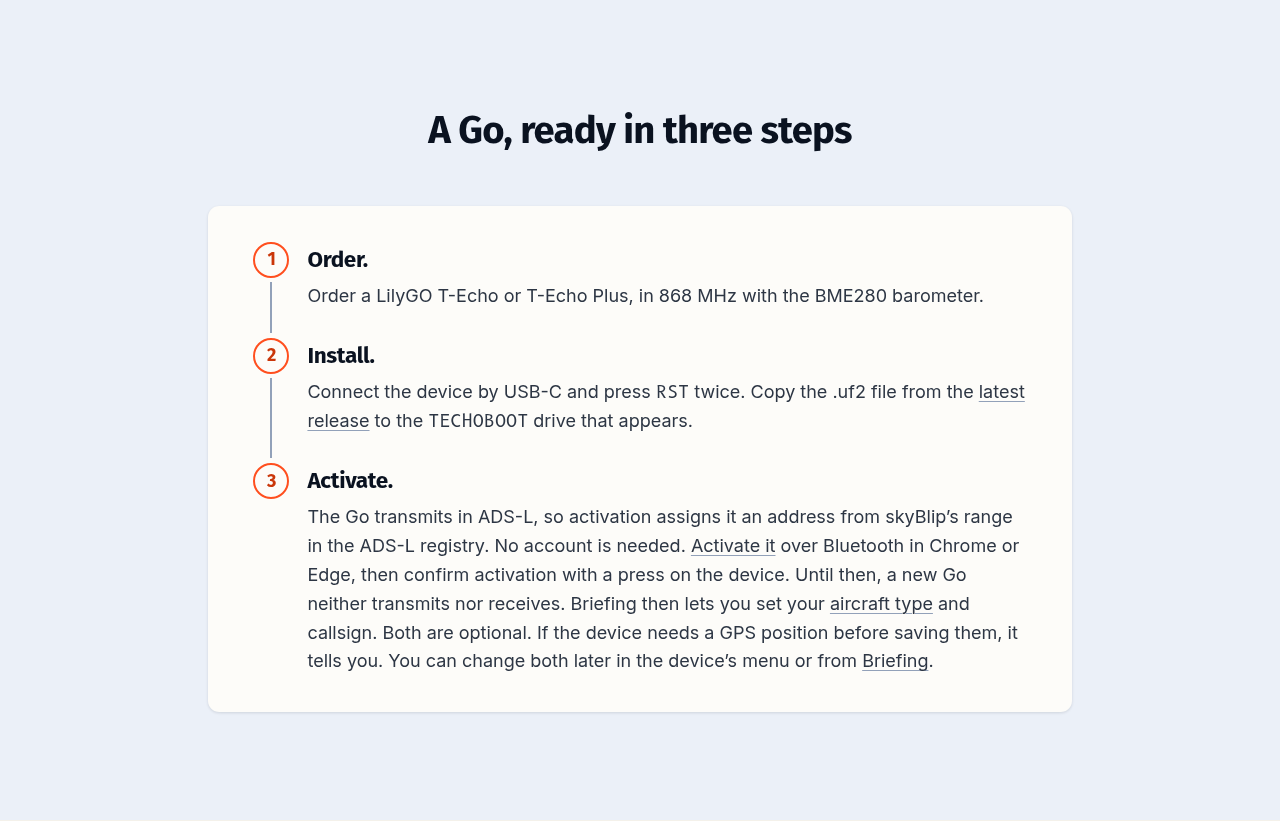 A Go, ready in three steps
1 Order.
Order a LilyGO T-Echo or T-Echo Plus, in 868 MHz with the BME280 barometer.
2 Install.
Connect the device by USB-C and press RST twice. Copy the .uf2 file from the latest
release to the TECHOBOOT drive that appears.
3 Activate.
The Go transmits in ADS-L, so activation assigns it an address from skyBlip’s range
in the ADS-L registry. No account is needed. Activate it over Bluetooth in Chrome or
Edge, then confirm activation with a press on the device. Until then, a new Go
neither transmits nor receives. Briefing then lets you set your aircraft type and
callsign. Both are optional. If the device needs a GPS position before saving them, it
tells you. You can change both later in the device’s menu or from Briefing.